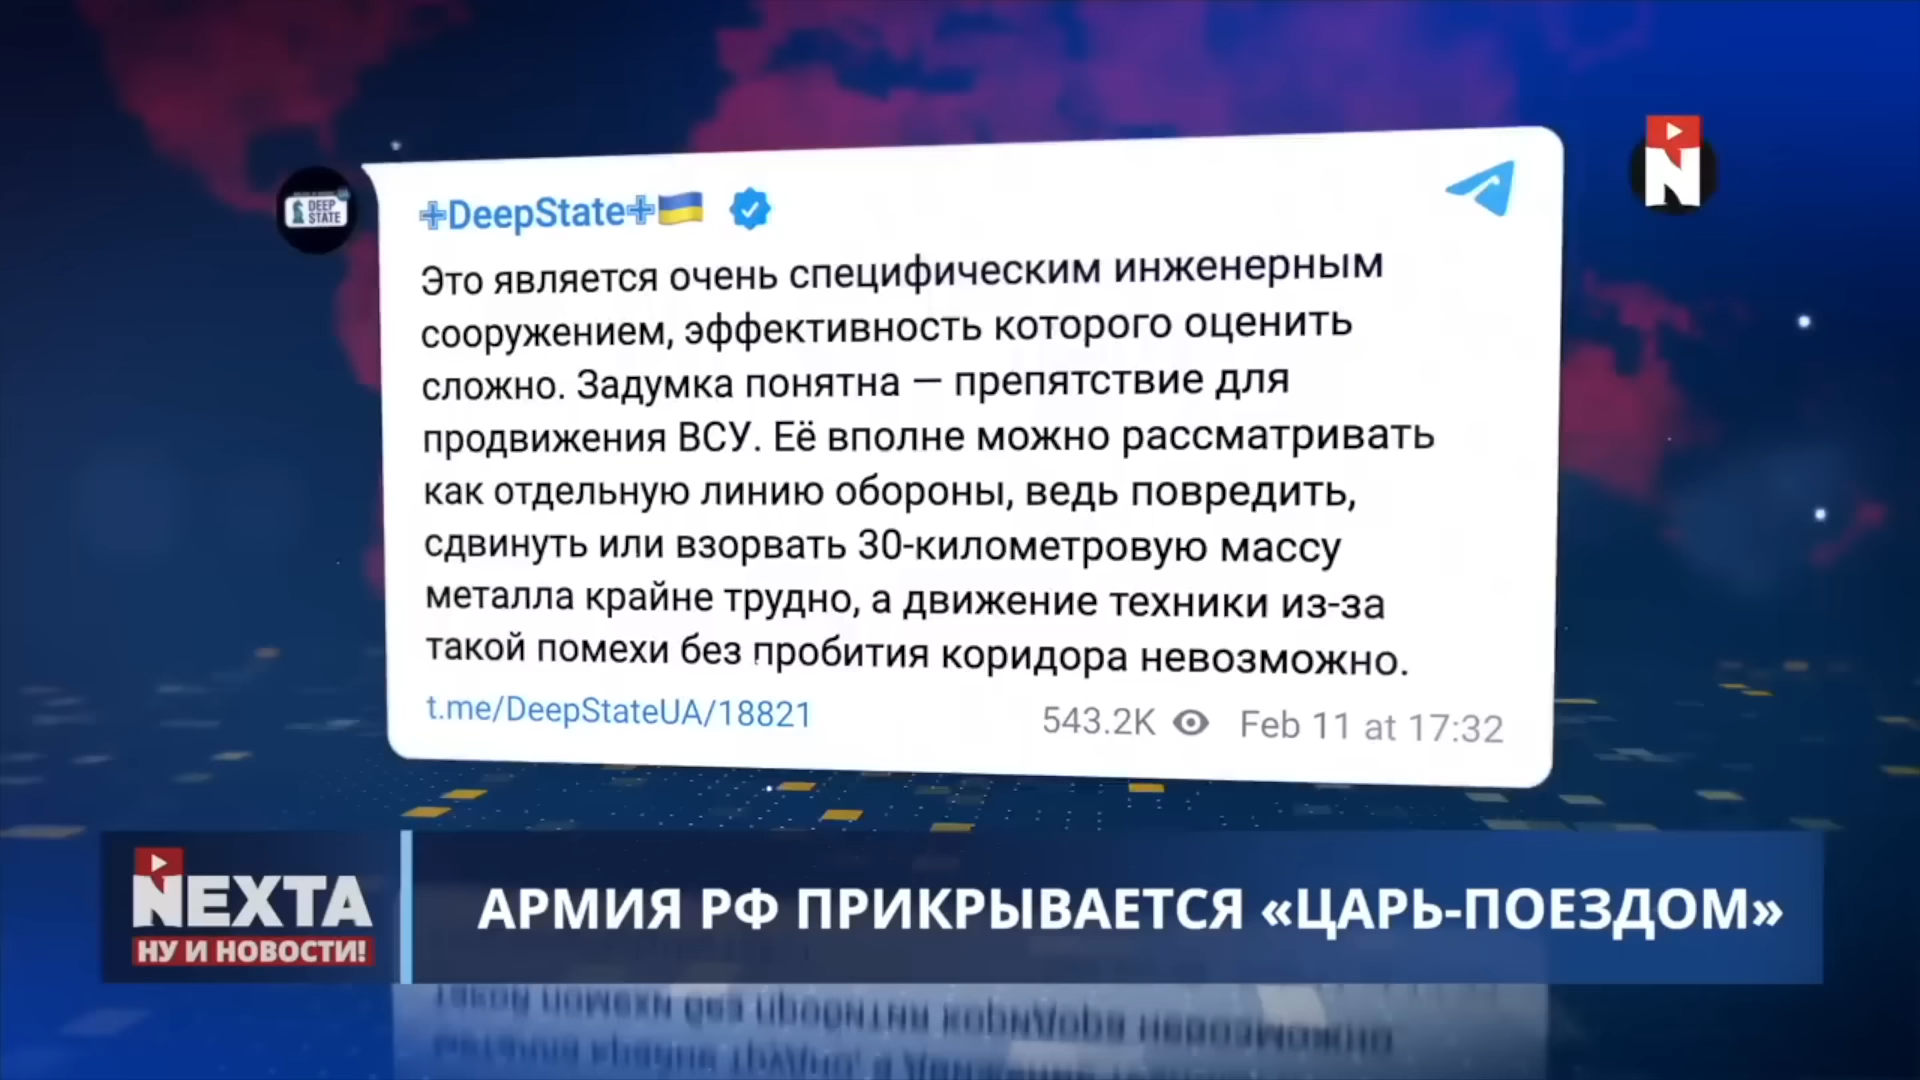 DEEP
STATE
DeepState
Это является очень специфическим инженерным
сооружением, эффективность которого оценить
сложно. Задумка понятна — препятствие для
продвижения ВСУ. Её вполне можно рассматривать
как отдельную линию обороны, ведь повредить,
сдвинуть или взорвать 30-километровую массу
металла крайне трудно, а движение техники из-за
такой помехи без пробития коридора невозможно.
t.me/DeepStateUA/18821
543.2K Feb 11 at 17:32
N
NEXTA
НУ И НОВОСТИ!
АРМИЯ РФ ПРИКРЫВАЕТСЯ «ЦАРЬ-ПОЕЗДОМ»